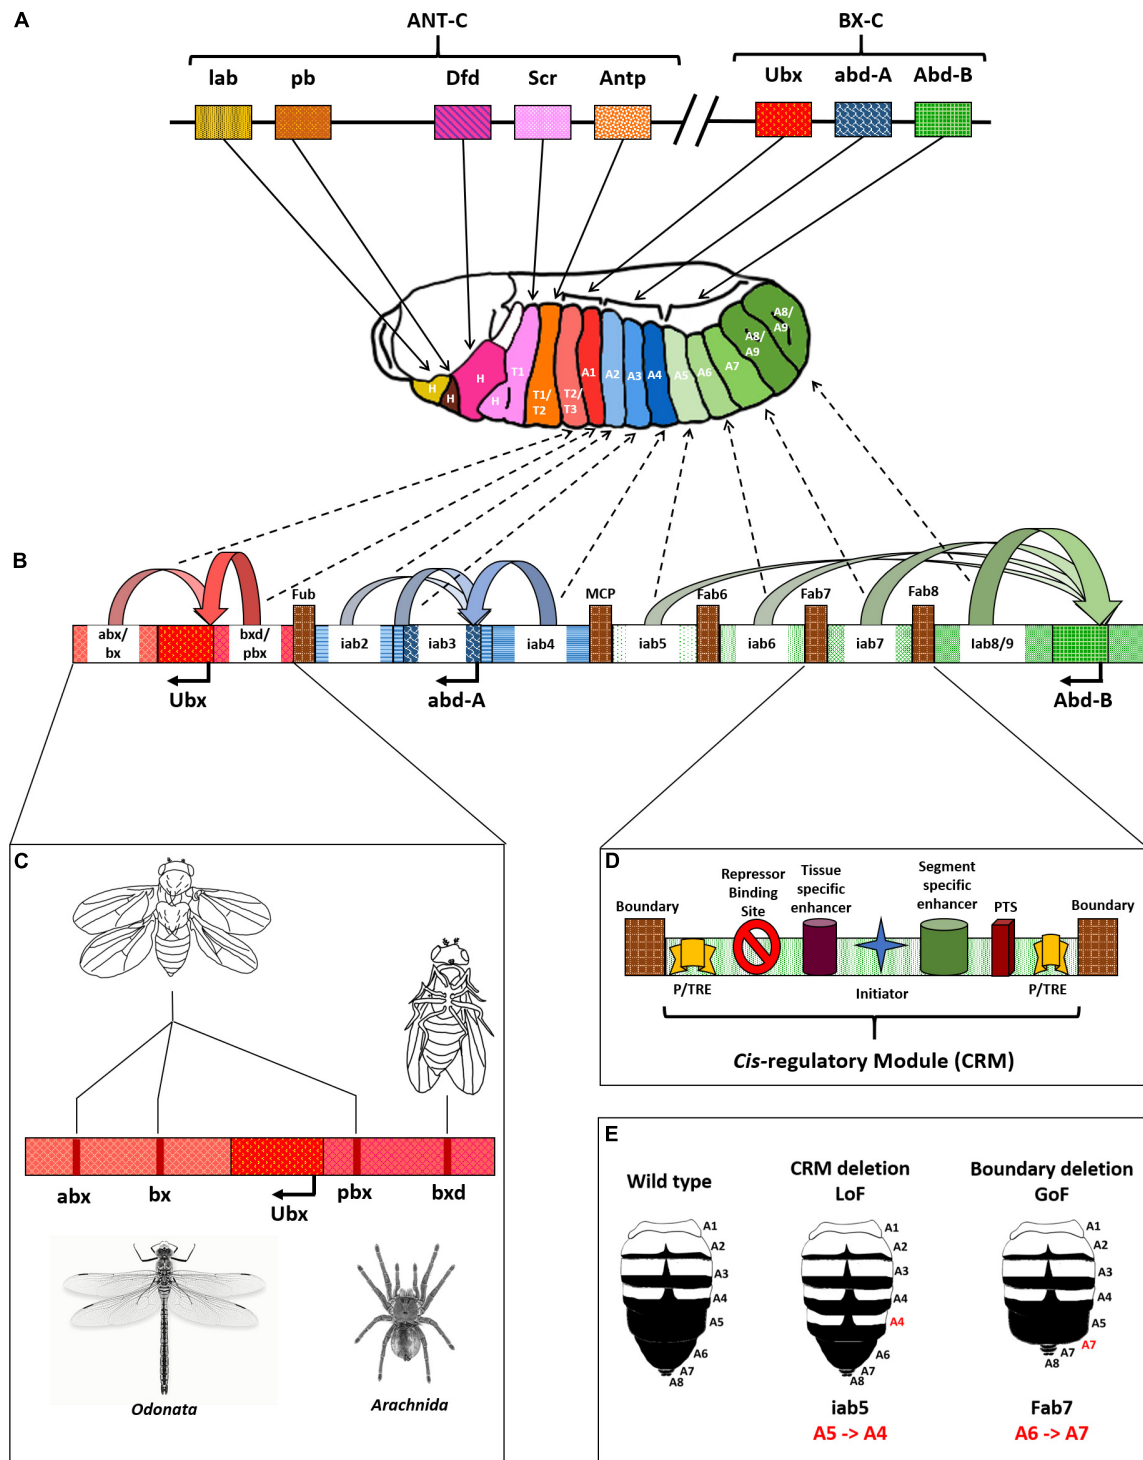 A
ANT-C
BX-C
lab pb Dfd Scr Antp Ubx abd-A Abd-B
H
H
H
H
T1
T1/
T2
T2/
T3
A1
A2
A3
A4
A5
A6
A7
A8/
A9
A8/
A9
B
Fub MCP Fab6 Fab7 Fab8
abx/
bx
bxd/
pbx
iab2
iab3
iab4
iab5
iab6
iab7
Iab8/9
Ubx
abd-A
Abd-B
C
abx bx pbx bxd
Ubx
Odonata
Arachnida
D
Boundary
Repressor
Binding
Site
Tissue
specific
enhancer
Segment
specific
enhancer
PTS
Boundary
P/TRE
Initiator
P/TRE
Cis-regulatory Module (CRM)
E
Wild type
A1
A2
A3
A4
A5
A6
A7
A8
CRM deletion
LoF
A1
A2
A3
A4
A4
A6
A7
A8
iab5
A5 -> A4
Boundary deletion
GoF
A1
A2
A3
A4
A5
A7
A7
A8
Fab7
A6 -> A7